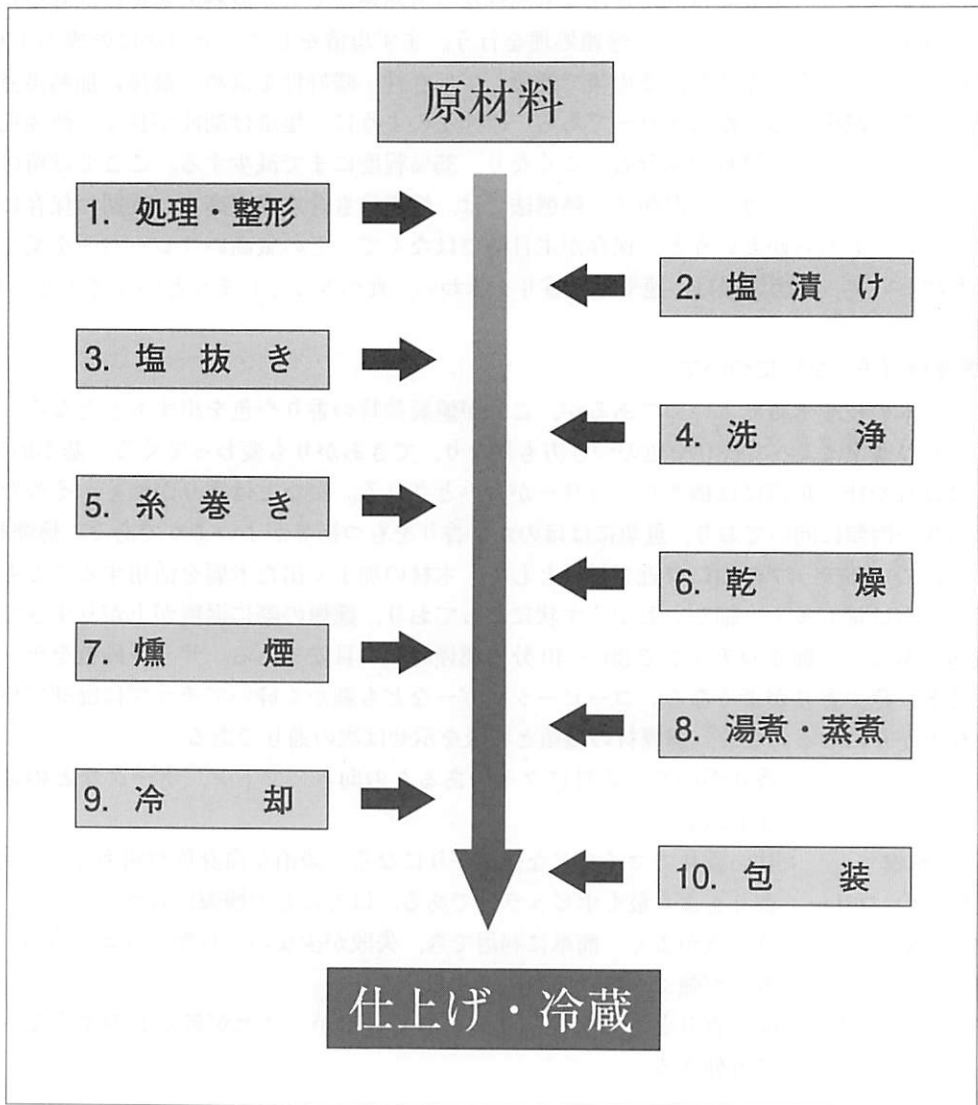 原材料
1. 処理・整形
2. 塩漬け
3. 塩抜き
4. 洗浄
5. 糸巻き
6. 乾燥
7. 燻煙
8. 湯煮・蒸煮
9. 冷却
10. 包装
仕上げ・冷蔵